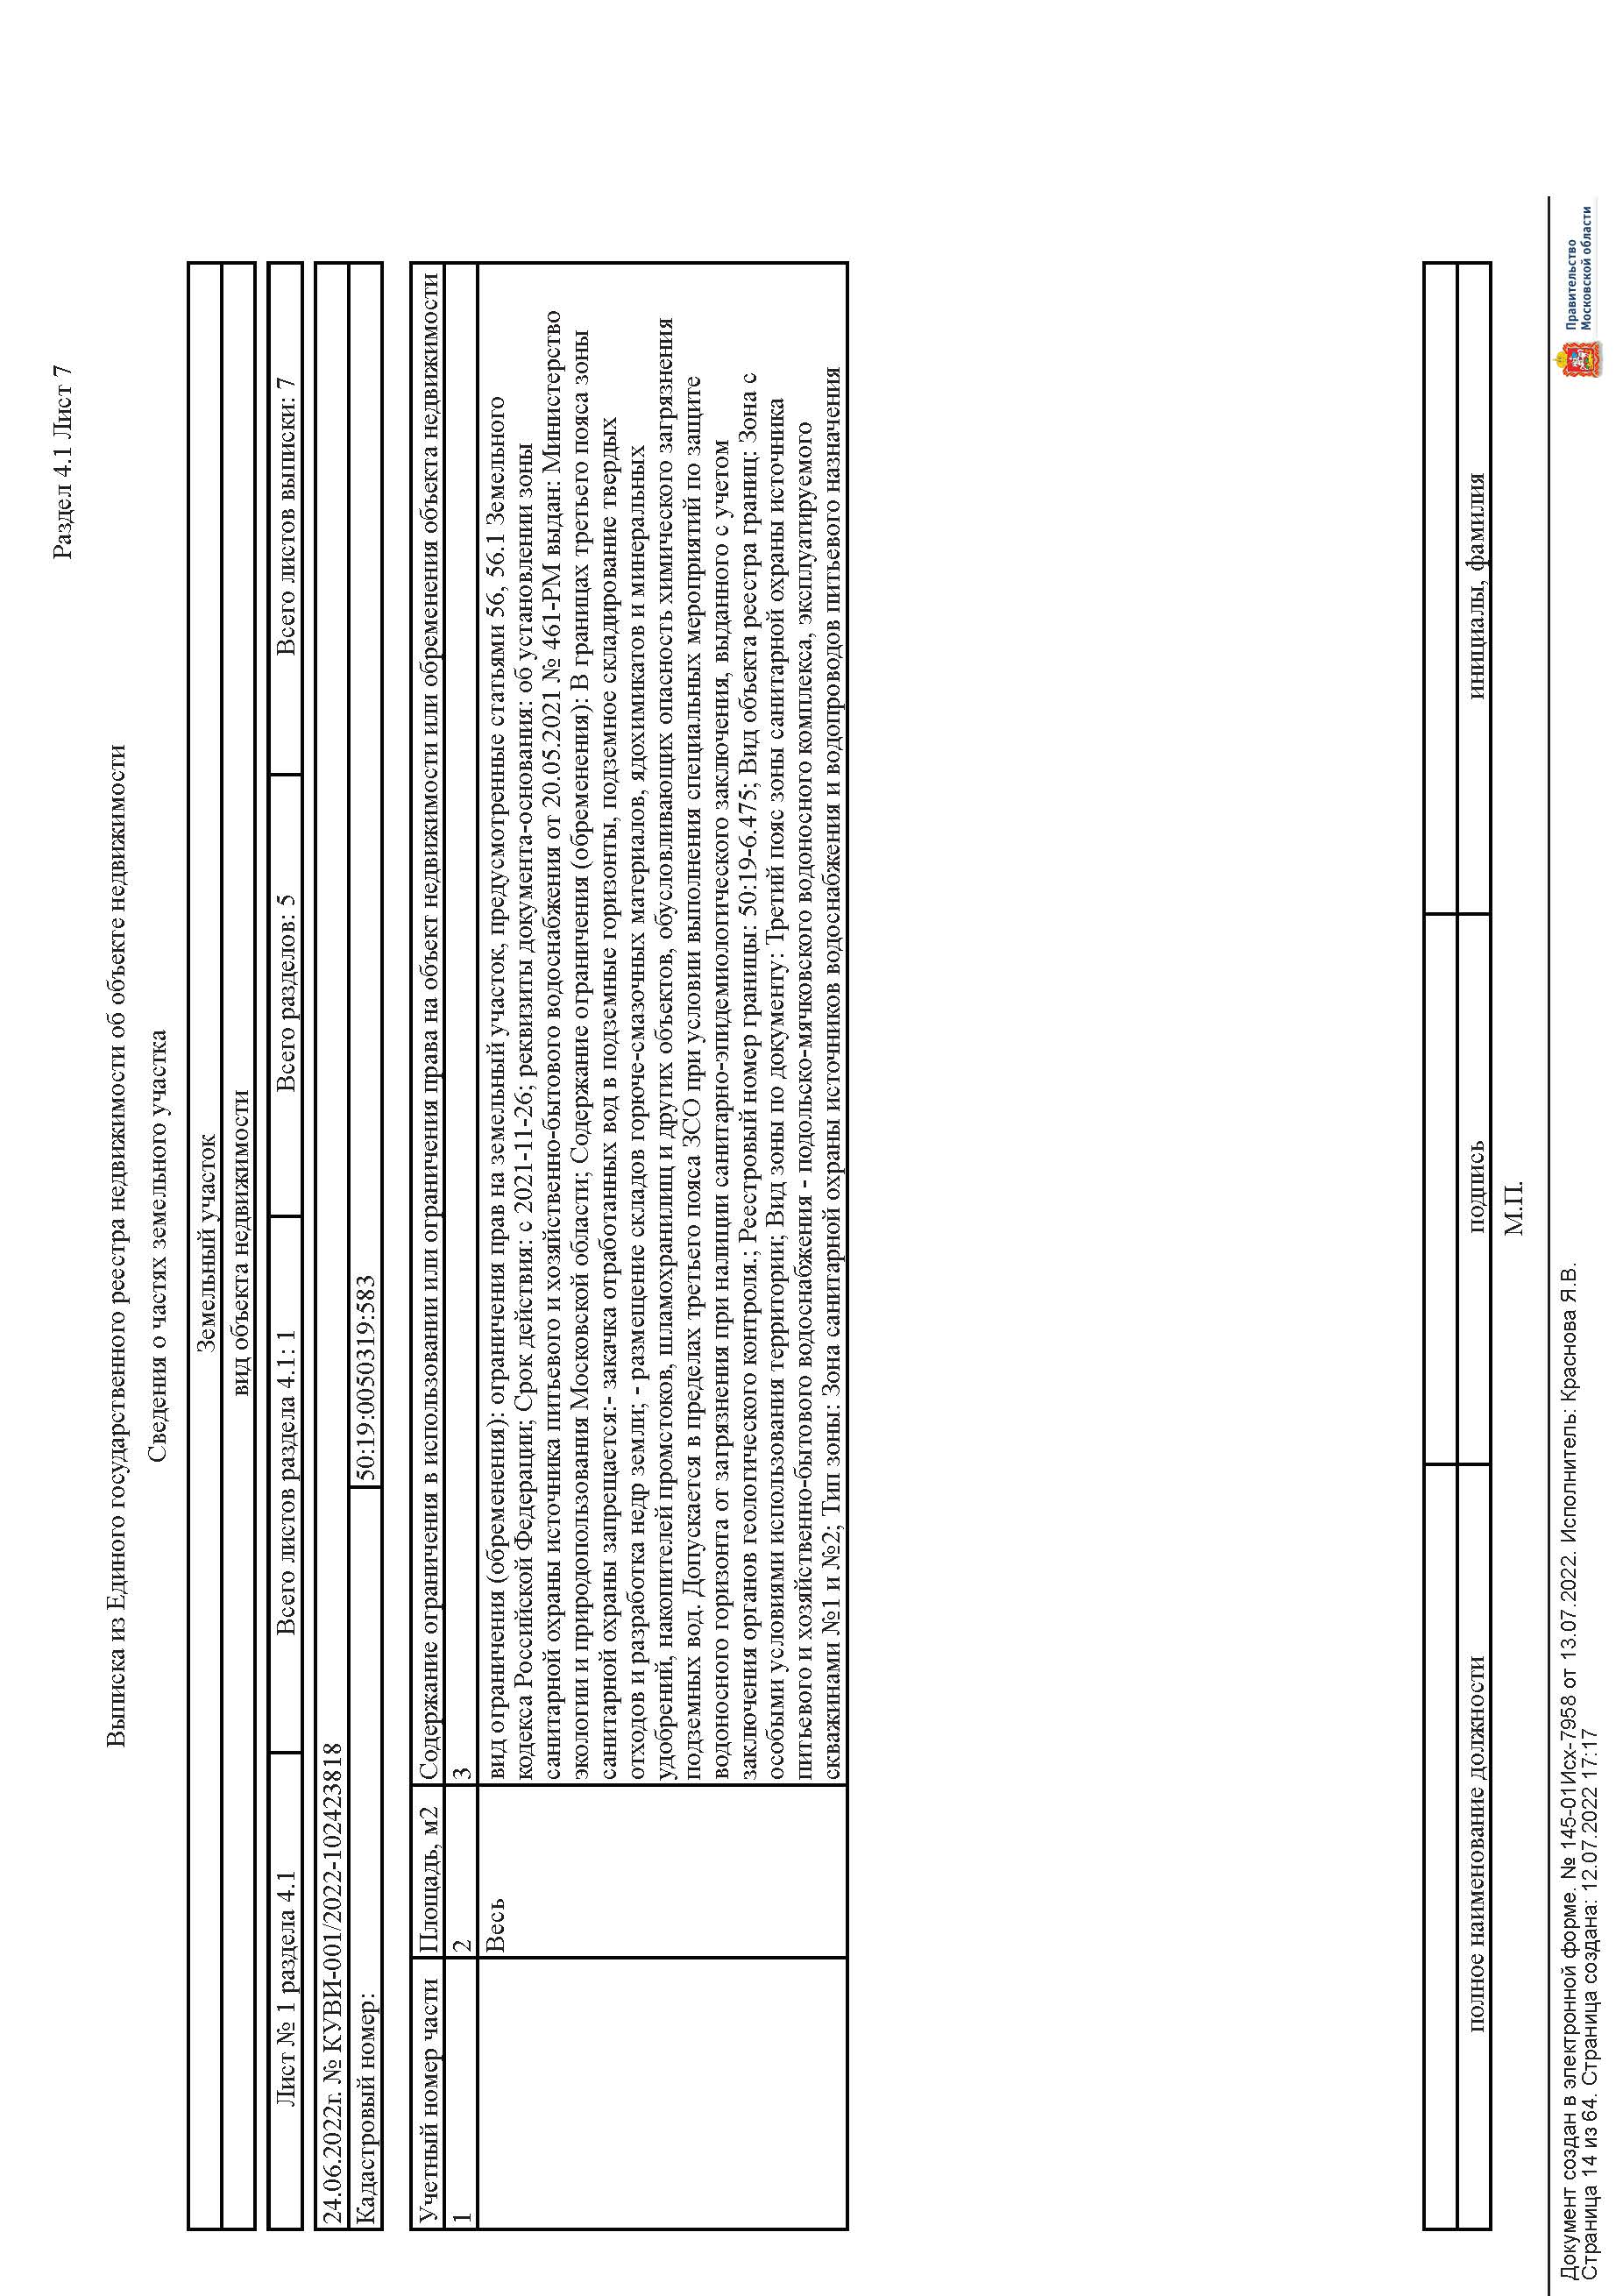 Раздел 4.1 Лист 7
Выписка из Единого государственного реестра недвижимости об объекте недвижимости
Сведения о частях земельного участка
Земельный участок
вид объекта недвижимости
Лист № 1 раздела 4.1
Всего листов раздела 4.1: 1
Всего разделов: 5
Всего листов выписки: 7
24.06.2022г. № КУВИ-001/2022-102423818
Кадастровый номер:
50:19:0050319:583
Учетный номер части
Площадь, м2
Содержание ограничения в использовании или ограничения права на объект недвижимости или обременения объекта недвижимости
1
2
3
Весь
вид ограничения (обременения): ограничения прав на земельный участок, предусмотренные статьями 56, 56.1 Земельного
кодекса Российской Федерации; Срок действия: с 2021-11-26; реквизиты документа-основания: об установлении зоны
санитарной охраны источника питьевого и хозяйственно-бытового водоснабжения от 20.05.2021 № 461-РМ выдан: Министерство
экологии и природопользования Московской области; Содержание ограничения (обременения): В границах третьего пояса зоны
санитарной охраны запрещается:- закачка отработанных вод в подземные горизонты, подземное складирование твердых
отходов и разработка недр земли; - размещение складов горюче-смазочных материалов, ядохимикатов и минеральных
удобрений, накопителей промстоков, шламохранилищ и других объектов, обусловливающих опасность химического загрязнения
подземных вод. Допускается в пределах третьего пояса ЗСО при условии выполнения специальных мероприятий по защите
водоносного горизонта от загрязнения при налиции санитарно-эпидемиологического заключения, выданного с учетом
заключения органов геологического контроля.; Реестровый номер границы: 50:19-6.475; Вид объекта реестра границ: Зона с
особыми условиями использования территории; Вид зоны по документу: Третий пояс зоны санитарной охраны источника
питьевого и хозяйственно-бытового водоснабжения - подольско-мячковского водоносного комплекса, эксплуатируемого
скважинами №1 и №2; Тип зоны: Зона санитарной охраны источников водоснабжения и водопроводов питьевого назначения
полное наименование должности
подпись
инициалы, фамилия
М.П.
Документ создан в электронной форме. № 145-01Исх-7958 от 13.07.2022. Исполнитель: Краснова Я.В.
Страница 14 из 64. Страница создана: 12.07.2022 17:17
Правительство
Московской области